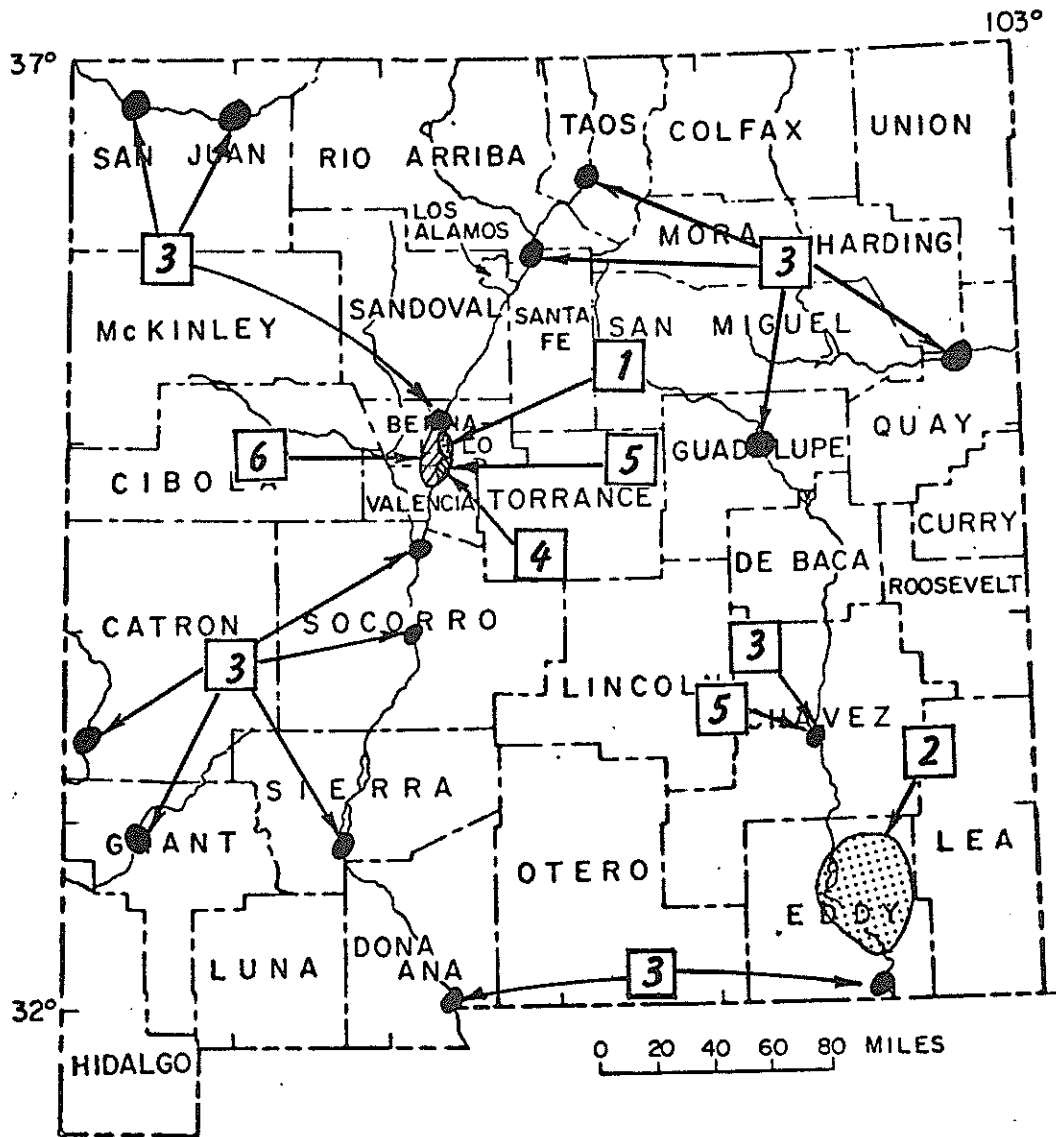 103°
37°
TAOS COLFAX UNION
SAN JUAN RIO ARRIBA
LOS ALAMOS
MORA HARDING
3
3
McKINLEY SANDOVAL SANTA FE SAN MIGUEL
1
BERNA- LLO
QUAY
GUADALUPE
6
5
CIBOLA
VALENCIA TORRANCE
CURRY
4
DE BACA
ROOSEVELT
CATRON SOCORRO
3
3
LINCOLN
5
CHAVEZ
2
SIERRA
GRANT
LEA
OTERO
EDDY
DONA ANA
LUNA
3
32°
0 20 40 60 80 MILES
HIDALGO